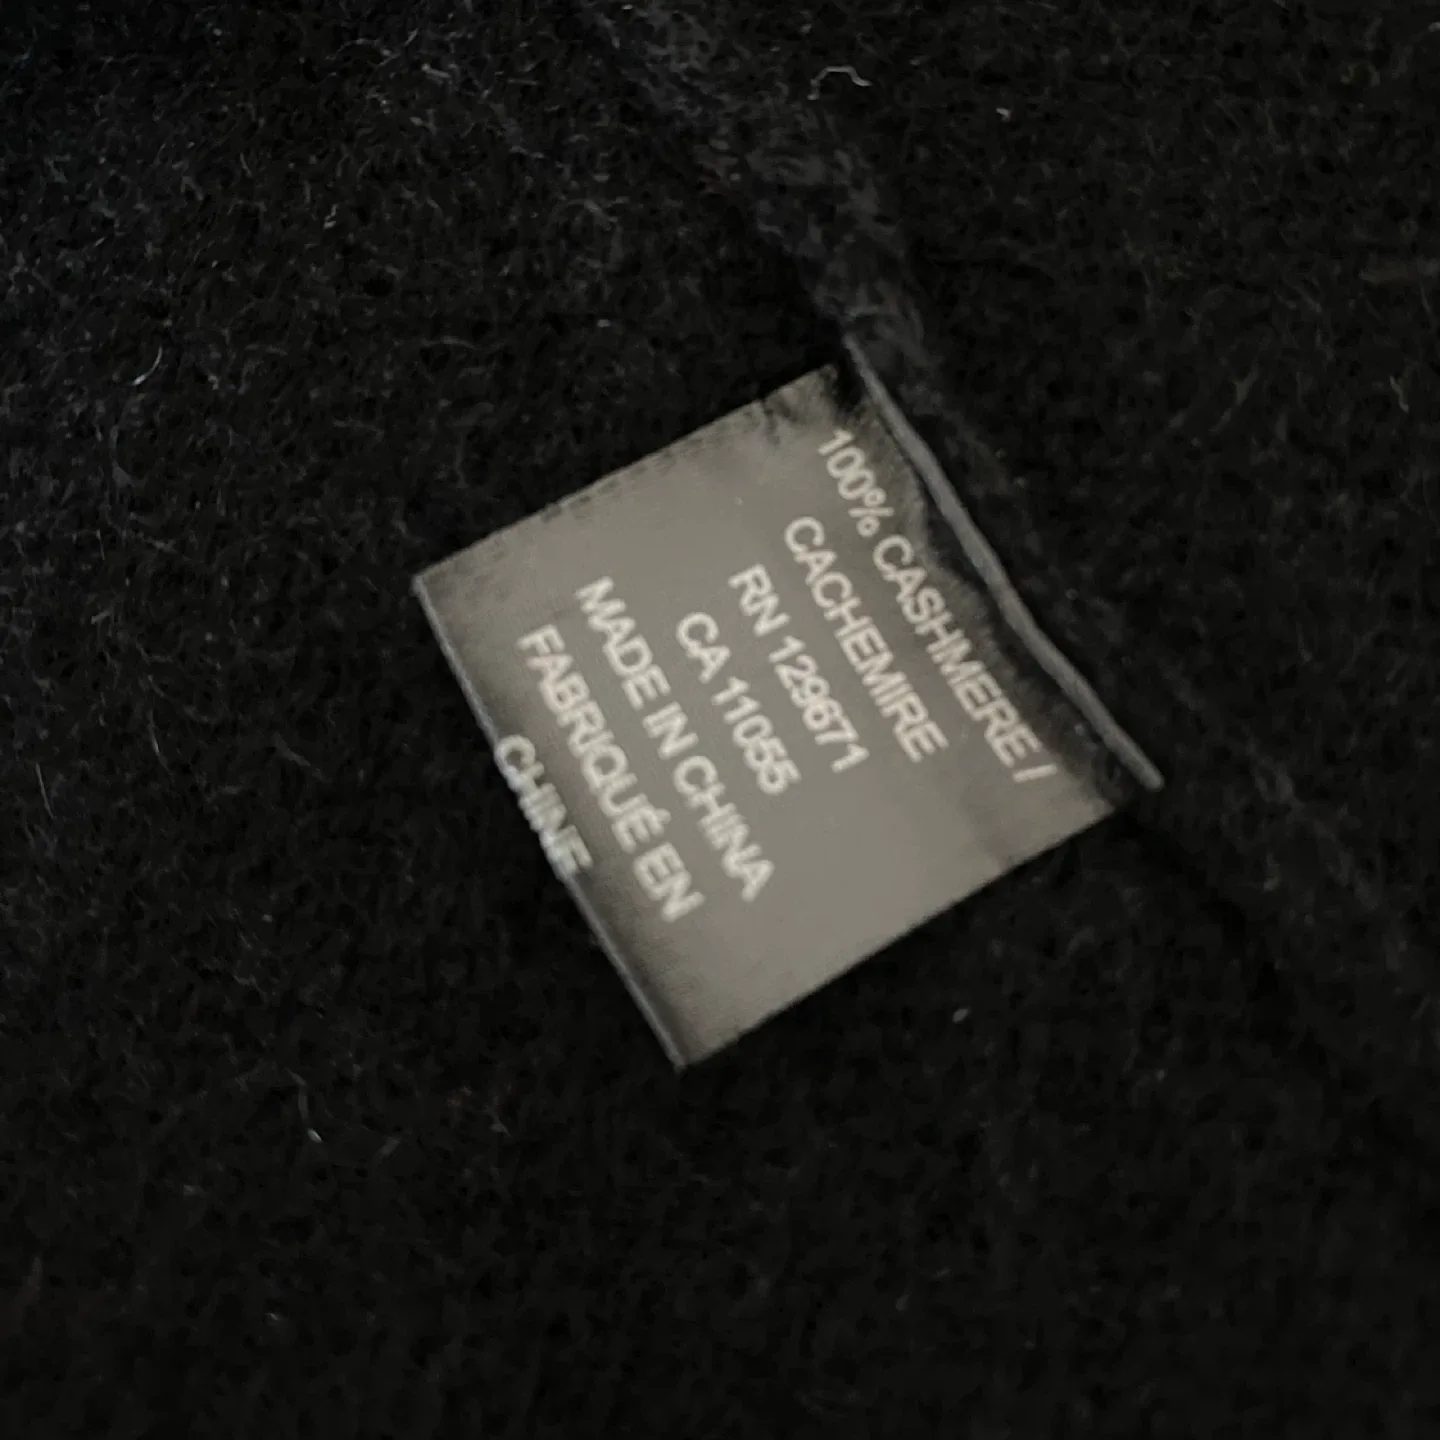 100% CASHMERE /
CACHEMIRE
RN 129671
CA 11055
MADE IN CHINA
FABRIQUÉ EN
CHINE